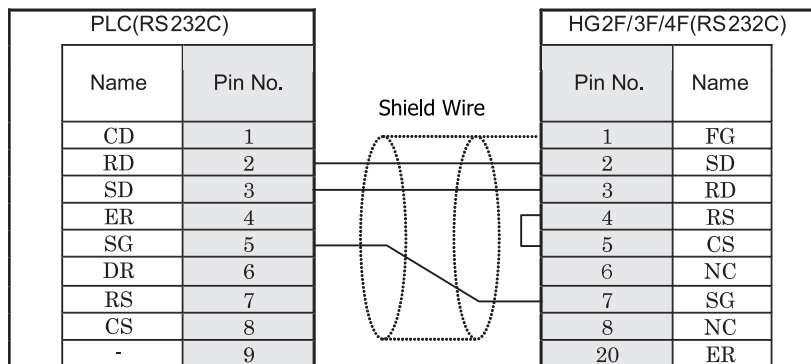 PLC(RS232C) HG2F/3F/4F(RS232C)
Name Pin No. Pin No. Name
Shield Wire
CD 1 1 FG
RD 2 2 SD
SD 3 3 RD
ER 4 4 RS
SG 5 5 CS
DR 6 6 NC
RS 7 7 SG
CS 8 8 NC
- 9 20 ER